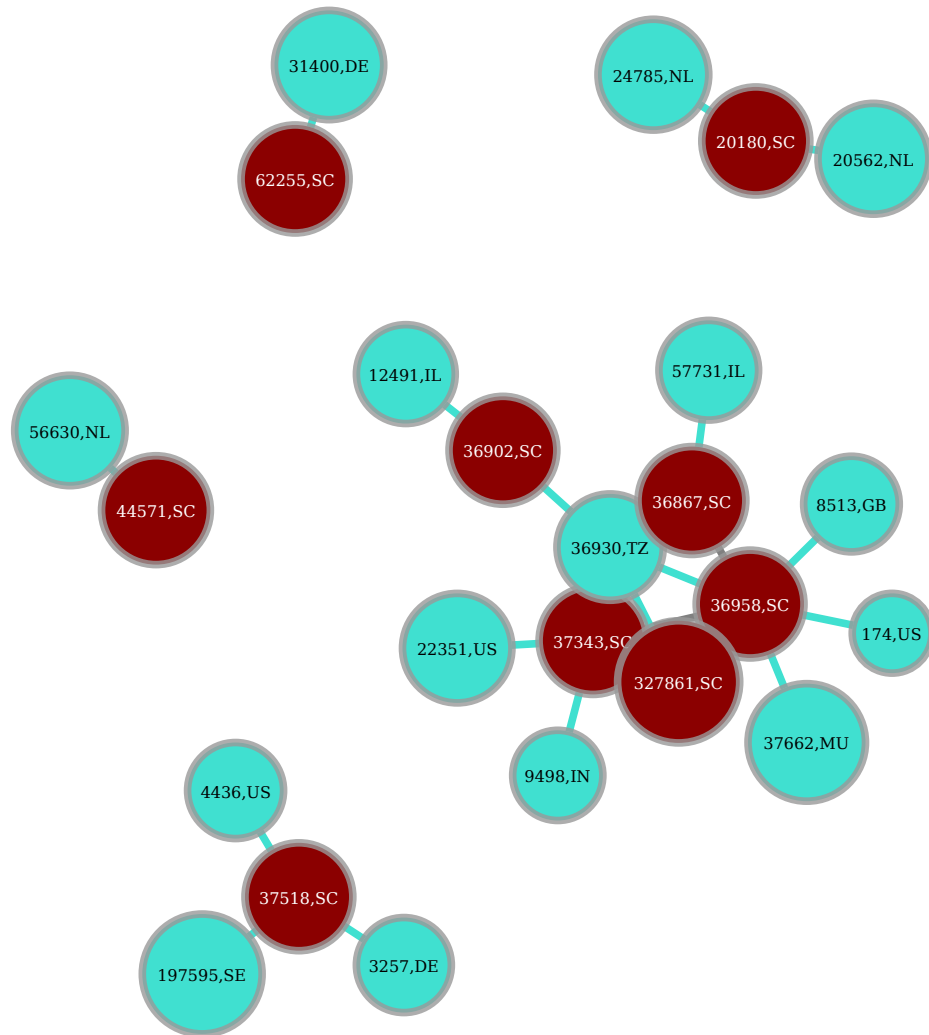 31400,DE
24785,NL
20180,SC
20562,NL
62255,SC
12491,IL
57731,IL
56630,NL
36902,SC
44571,SC
36867,SC
8513,GB
36930,TZ
36958,SC
174,US
22351,US
37343,SC
327861,SC
37662,MU
9498,IN
4436,US
37518,SC
197595,SE
3257,DE